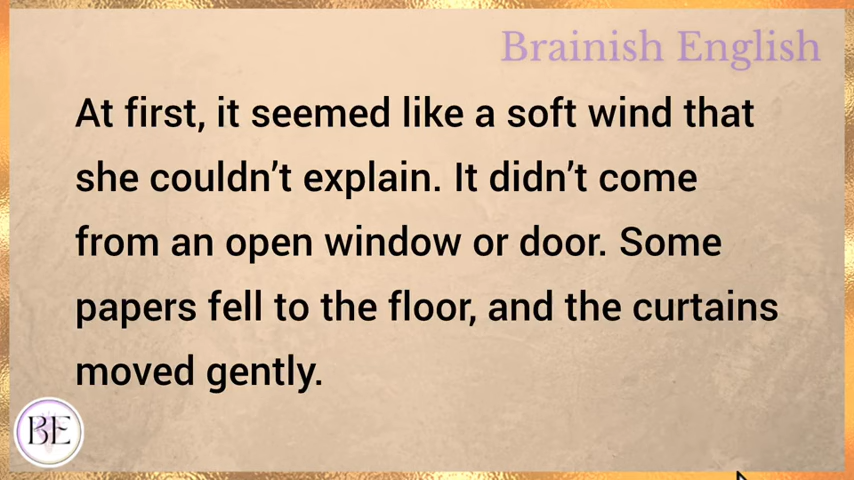 Brainish English
At first, it seemed like a soft wind that
she couldn’t explain. It didn’t come
from an open window or door. Some
papers fell to the floor, and the curtains
moved gently.
BE